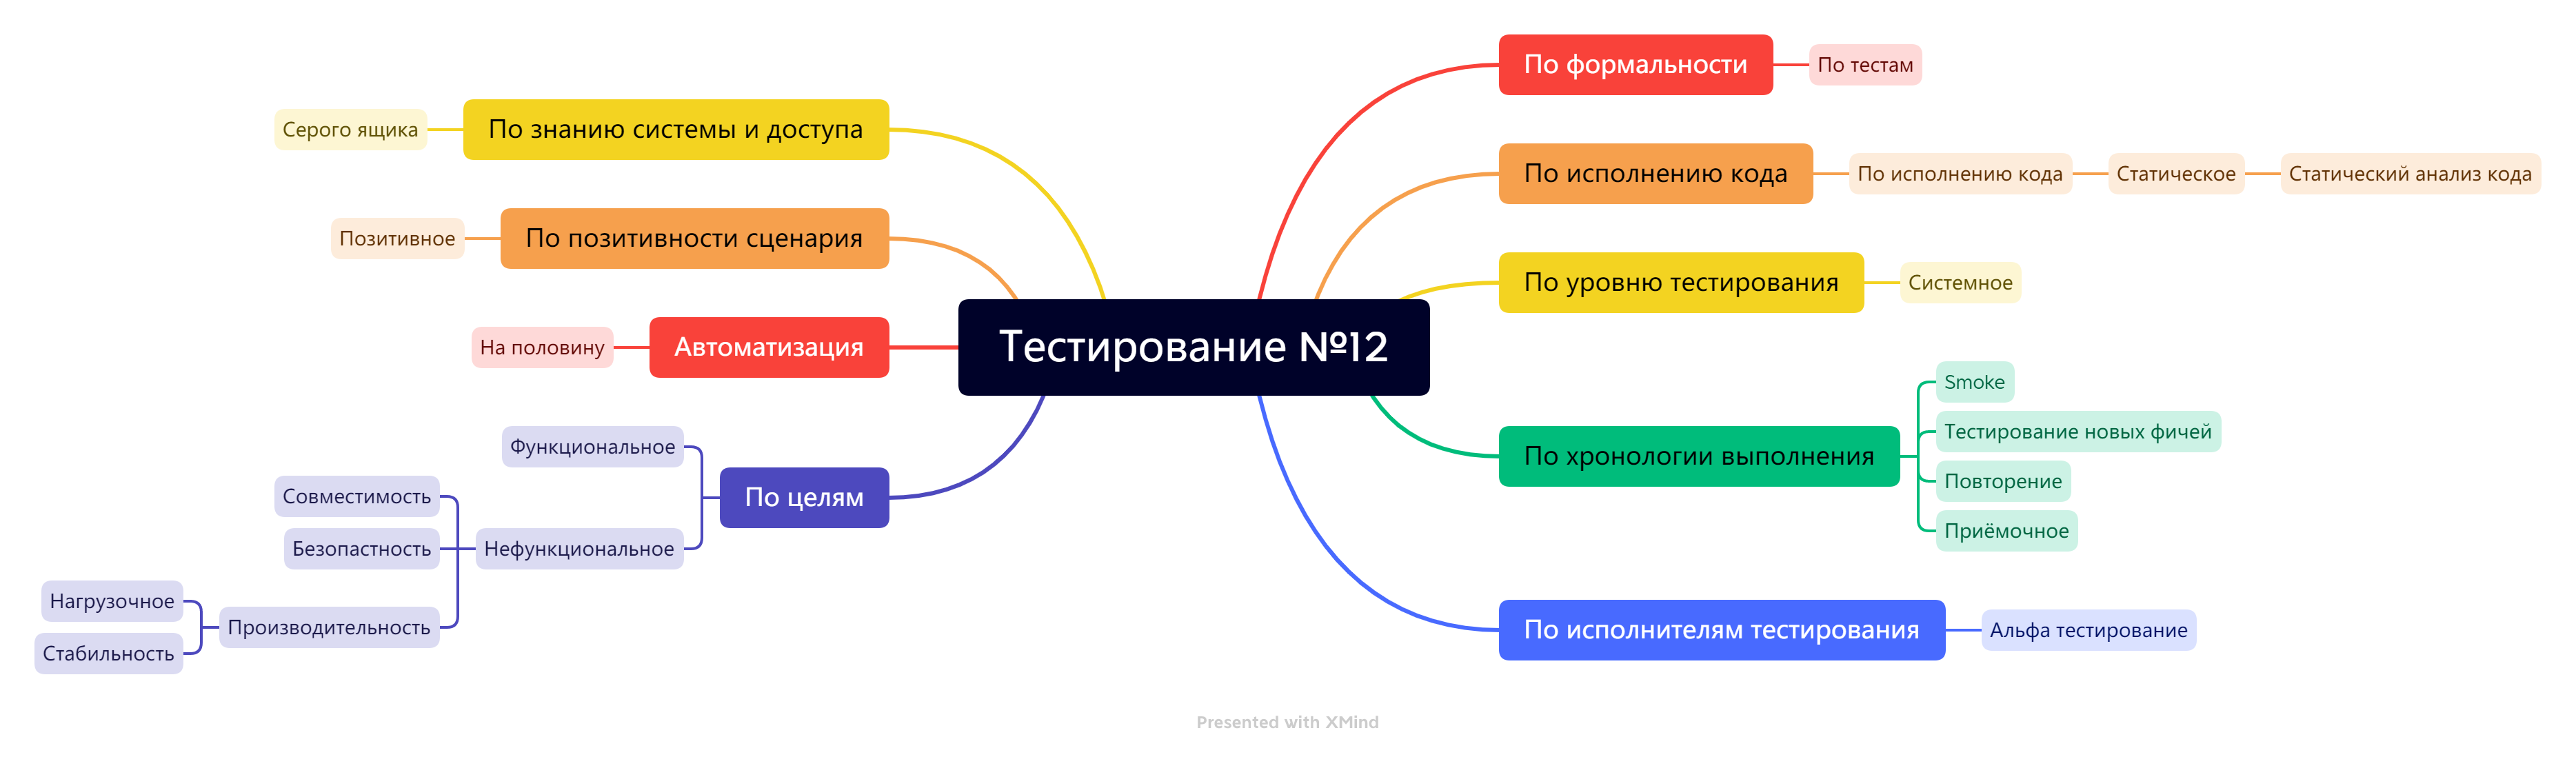 Тестирование №12
По формальности
По тестам
По исполнению кода
По исполнению кода
Статическое
Статический анализ кода
По уровню тестирования
Системное
По хронологии выполнения
Smoke
Тестирование новых фичей
Повторение
Приёмочное
По исполнителям тестирования
Альфа тестирование
По знанию системы и доступа
Серого ящика
По позитивности сценария
Позитивное
Автоматизация
На половину
По целям
Функциональное
Нефункциональное
Совместимость
Безопастность
Производительность
Нагрузочное
Стабильность
Presented with XMind